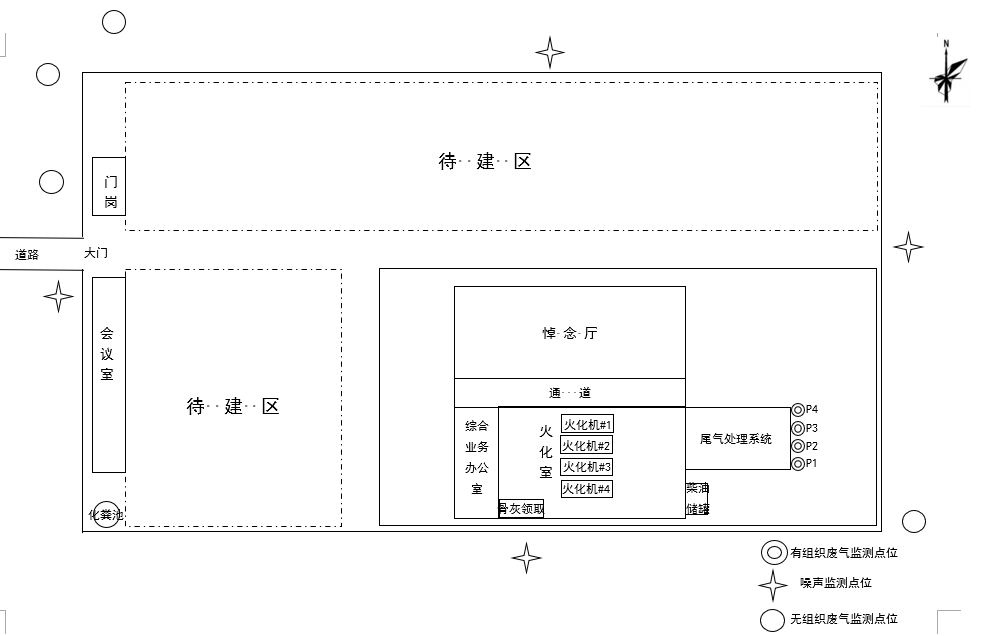 N
待··建··区
门
岗
道路
大门
会
议
室
待··建··区
悼·念·厅
通···道
综合
业务
办公
室
火
化
室
火化机#1
火化机#2
火化机#3
火化机#4
骨灰领取
尾气处理系统
P4
P3
P2
P1
柴油
储罐
化粪池
有组织废气监测点位
噪声监测点位
无组织废气监测点位